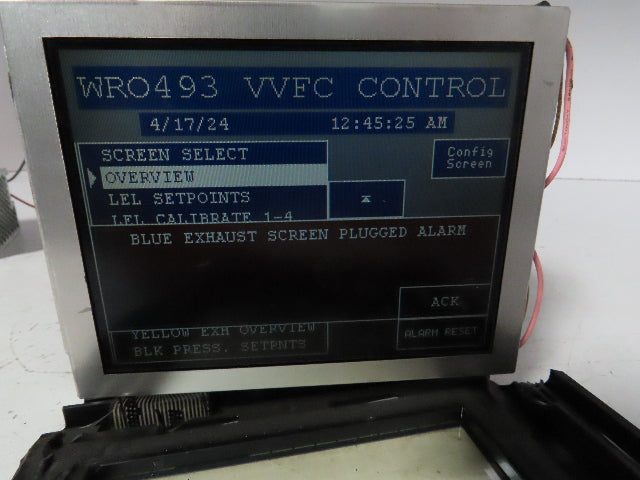 WRO493 VVFC CONTROL
4/17/24 12:45:25 AM
SCREEN SELECT
Config
Screen
OVERVIEW
LEL SETPOINTS
LEL CALIBRATE 1-4
BLUE EXHAUST SCREEN PLUGGED ALARM
ACK
YELLOW EXH OVERVIEW
ALARM RESET
BLK PRESS. SETPNTS